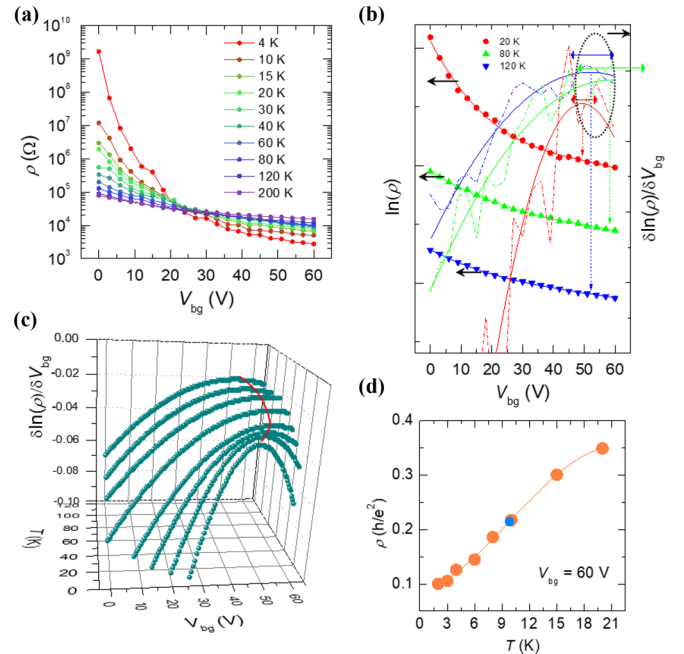 (a)
10^10
10^9
10^8
10^7
10^6
10^5
10^4
10^3
ρ (Ω)
4 K
10 K
15 K
20 K
30 K
40 K
60 K
80 K
120 K
200 K
0 10 20 30 40 50 60
V_bg (V)
(b)
20 K
80 K
120 K
ln(ρ)
δln(ρ)/δV_bg
0 10 20 30 40 50 60
V_bg (V)
(c)
0.00
-0.02
-0.04
-0.06
-0.08
-0.10
δln(ρ)/δV_bg
120
100
80
60
40
20
0
T(K)
0 10 20 30 40 50 60
V_bg (V)
(d)
0.4
0.3
0.2
0.1
ρ (h/e²)
V_bg = 60 V
0 3 6 9 12 15 18 21
T (K)